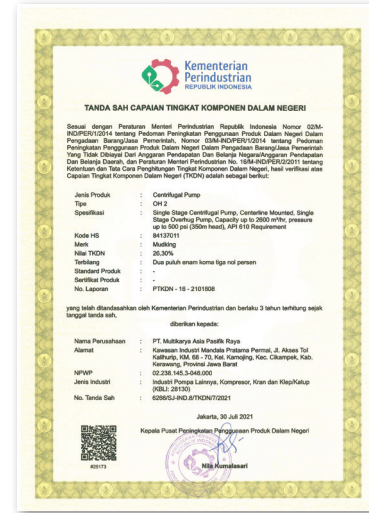 Kementerian
Perindustrian
REPUBLIK INDONESIA
TANDA SAH CAPAIAN TINGKAT KOMPONEN DALAM NEGERI
Sesuai dengan Peraturan Menteri Perindustrian Republik Indonesia Nomor 02/M-
IND/PER/1/2014 tentang Pedoman Peningkatan Penggunaan Produk Dalam Negeri Dalam
Pengadaan Barang/Jasa Pemerintah, Nomor 03/M-IND/PER/1/2014 tentang Pedoman
Peningkatan Penggunaan Produk Dalam Negeri Dalam Pengadaan Barang/Jasa Pemerintah
Yang Tidak Dibiayai Dari Anggaran Pendapatan Dan Belanja Negara/Anggaran Pendapatan
Dan Belanja Daerah, dan Peraturan Menteri Perindustrian No. 16/M-IND/PER/2/2011 tentang
Ketentuan dan Tata Cara Penghitungan Tingkat Komponen Dalam Negeri, hasil verifikasi atas
Capaian Tingkat Komponen Dalam Negeri (TKDN) adalah sebagai berikut:
Jenis Produk : Centrifugal Pump
Tipe : OH 2
Spesifikasi : Single Stage Centrifugal Pump, Centerline Mounted, Single
Stage Overhug Pump, Capacity up to 2600 m³/hr, pressure
up to 500 psi (350m head), API 610 Requirement
Kode HS : 84137011
Merk : Mudking
Nilai TKDN : 26,30%
Terbilang : Dua puluh enam koma tiga nol persen
Standard Produk : -
Sertifikat Produk : -
No. Laporan : PTKDN - 18 - 2101808
yang telah ditandasahkan oleh Kementerian Perindustrian dan berlaku 3 tahun terhitung sejak
tanggal tanda sah,
diberikan kepada:
Nama Perusahaan : PT. Multikarya Asia Pasifik Raya
Alamat : Kawasan Industri Mandala Pratama Permai, Jl. Akses Tol
Kalihurip, KM. 68 - 70, Kel. Kamojing, Kec. Cikampek, Kab.
Kerawang, Provinsi Jawa Barat
NPWP : 02.238.145.3-046.000
Jenis Industri : Industri Pompa Lainnya, Kompresor, Kran dan Klep/Katup
(KBLI: 28130)
No. Tanda Sah : 6266/SJ-IND.8/TKDN/7/2021
Jakarta, 30 Juli 2021
Kepala Pusat Peningkatan Penggunaan Produk Dalam Negeri
Nila Kumalasari
#25173